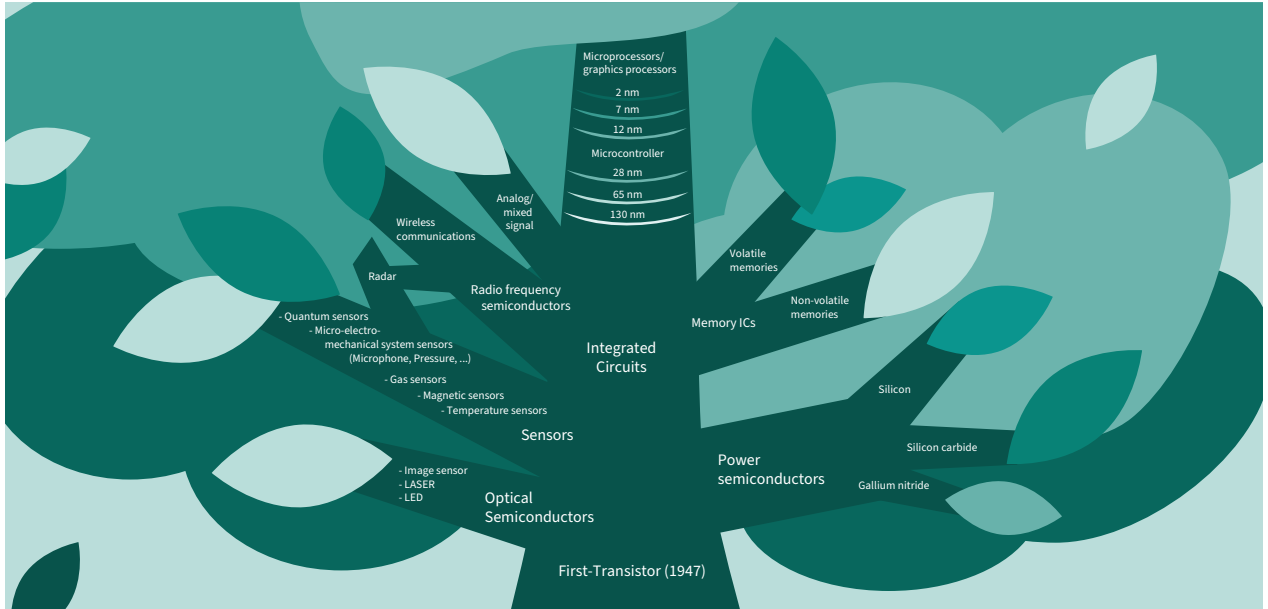 Microprocessors/
graphics processors
2 nm
7 nm
12 nm
Microcontroller
28 nm
65 nm
130 nm
Analog/
mixed
signal
Wireless
communications
Radar
Radio frequency
semiconductors
Volatile
memories
Non-volatile
memories
Memory ICs
Integrated
Circuits
- Quantum sensors
- Micro-electro-
mechanical system sensors
(Microphone, Pressure, ...)
- Gas sensors
- Magnetic sensors
- Temperature sensors
Sensors
Silicon
Silicon carbide
Gallium nitride
Power
semiconductors
- Image sensor
- LASER
- LED
Optical
Semiconductors
First-Transistor (1947)